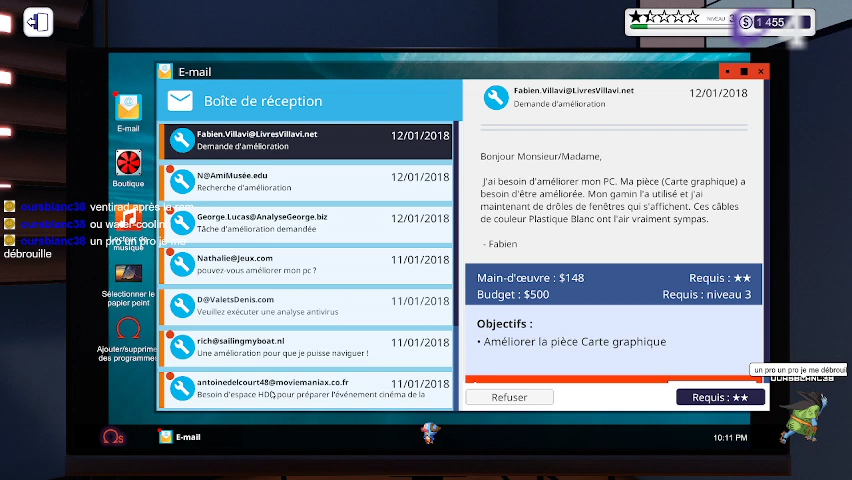 NIVEAU 3
$ 1 455
E-mail
Boîte de réception
Fabien.Villavi@LivresVillavi.net 12/01/2018
Demande d'amélioration
N@AmiMusée.edu 12/01/2018
Recherche d'amélioration
George.Lucas@AnalyseGeorge.biz 12/01/2018
Tâche d'amélioration demandée
Nathalie@Jeux.com 11/01/2018
pouvez-vous améliorer mon pc ?
D@ValetsDenis.com 11/01/2018
Veuillez exécuter une analyse antivirus
rich@sailingmyboat.nl 11/01/2018
Une amélioration pour que je puisse naviguer !
antoinedelcourt48@moviemaniax.co.fr 11/01/2018
Besoin d'espace HDD pour préparer l'événement cinéma de la
Fabien.Villavi@LivresVillavi.net 12/01/2018
Demande d'amélioration
Bonjour Monsieur/Madame,
J'ai besoin d'améliorer mon PC. Ma pièce (Carte graphique) a
besoin d'être améliorée. Mon gamin l'a utilisé et j'ai
maintenant de drôles de fenêtres qui s'affichent. Ces câbles
de couleur Plastique Blanc ont l'air vraiment sympas.
- Fabien
Main-d'œuvre : $148 Requis : ★★
Budget : $500 Requis : niveau 3
Objectifs :
• Améliorer la pièce Carte graphique
Refuser Requis : ★★
E-mail
Boutique
Lecteur de
musique
Sélectionner le
papier peint
Ajouter/supprime
des programmes
oursblanc38 ventirad après la ram
oursblanc38 ou water-cooling
oursblanc38 un pro un pro je me
débrouille
un pro un pro je me débrouil
OURSBLANC38
E-mail
10:11 PM